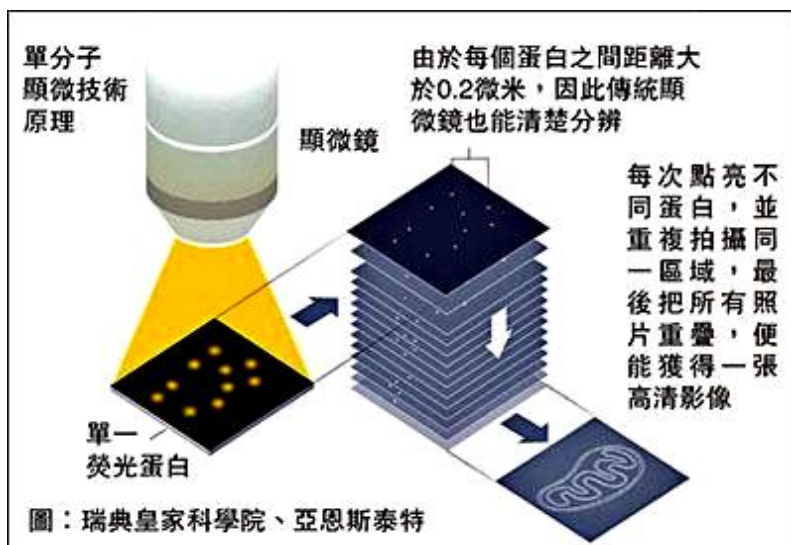 單分子
顯微技術
原理
顯微鏡
由於每個蛋白之間距離大
於0.2微米，因此傳統顯
微鏡也能清楚分辨
每次點亮不
同蛋白，並
重複拍攝同
一區域，最
後把所有照
片重疊，便
能獲得一張
高清影像
單一
熒光蛋白
圖：瑞典皇家科學院、亞恩斯泰特